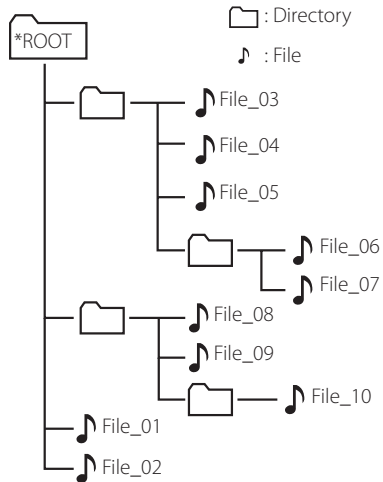 : Directory
*ROOT
: File
File_03
File_04
File_05
File_06
File_07
File_08
File_09
File_10
File_01
File_02